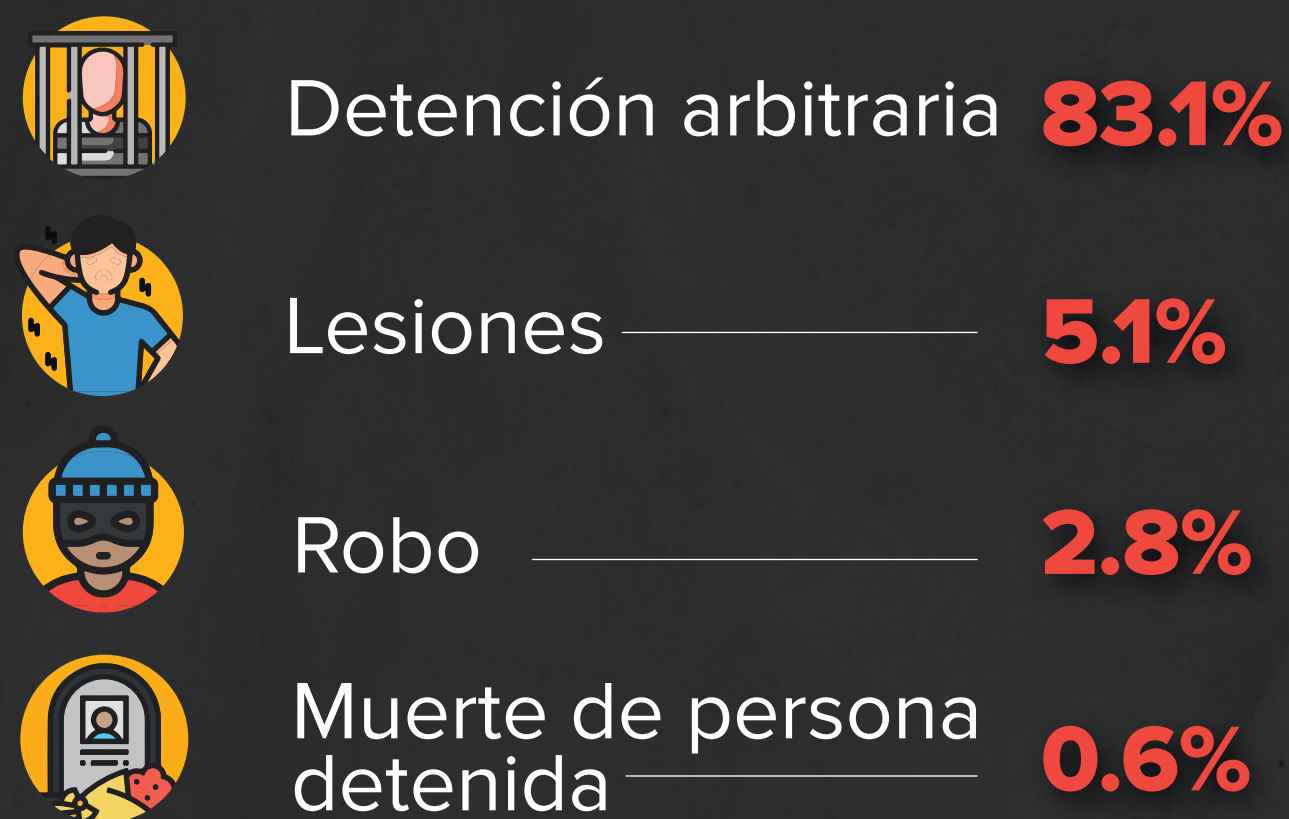 Detención arbitraria 83.1%
Lesiones 5.1%
Robo 2.8%
Muerte de persona
detenida 0.6%